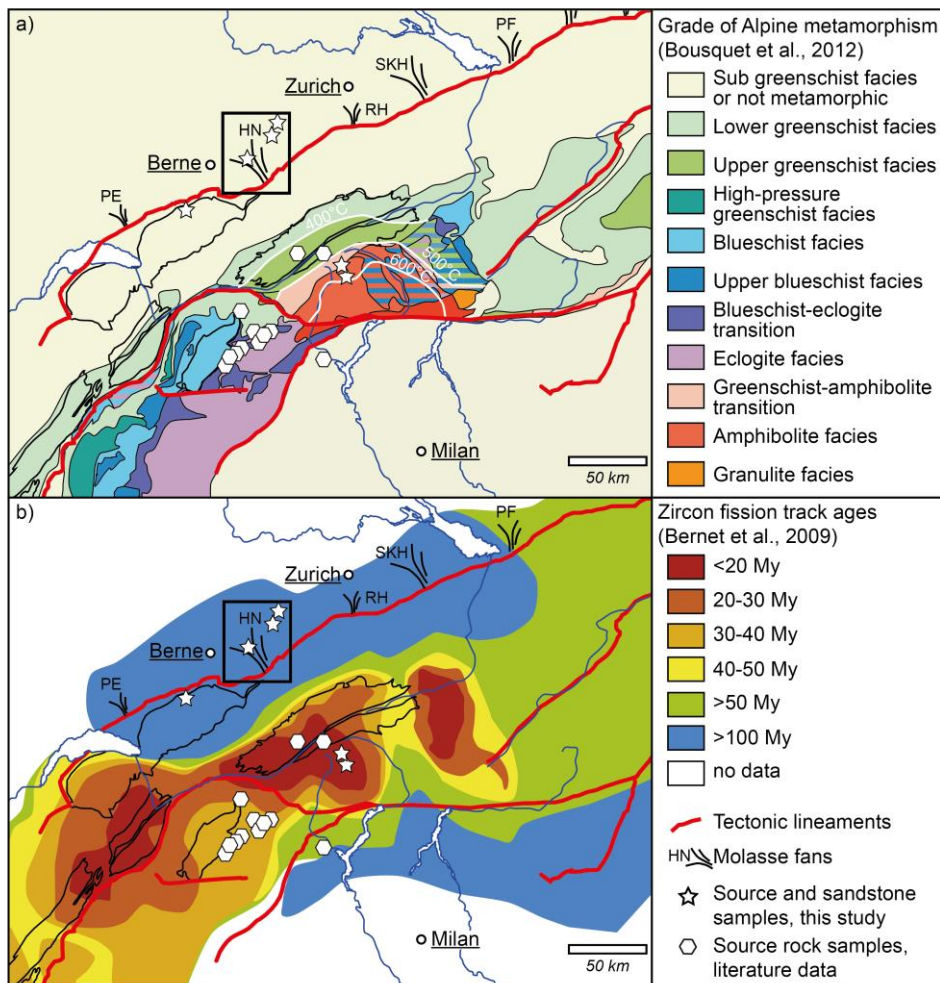 a)
PF
Zurich
SKH
RH
HN
Berne
PE
400°C
500°C
600°C
Milan
50 km
Grade of Alpine metamorphism
(Bousquet et al., 2012)
Sub greenschist facies
or not metamorphic
Lower greenschist facies
Upper greenschist facies
High-pressure
greenschist facies
Blueschist facies
Upper blueschist facies
Blueschist-eclogite
transition
Eclogite facies
Greenschist-amphibolite
transition
Amphibolite facies
Granulite facies
b)
PF
SKH
Zurich
RH
HN
Berne
PE
Milan
50 km
Zircon fission track ages
(Bernet et al., 2009)
<20 My
20-30 My
30-40 My
40-50 My
>50 My
>100 My
no data
Tectonic lineaments
HN Molasse fans
Source and sandstone
samples, this study
Source rock samples,
literature data